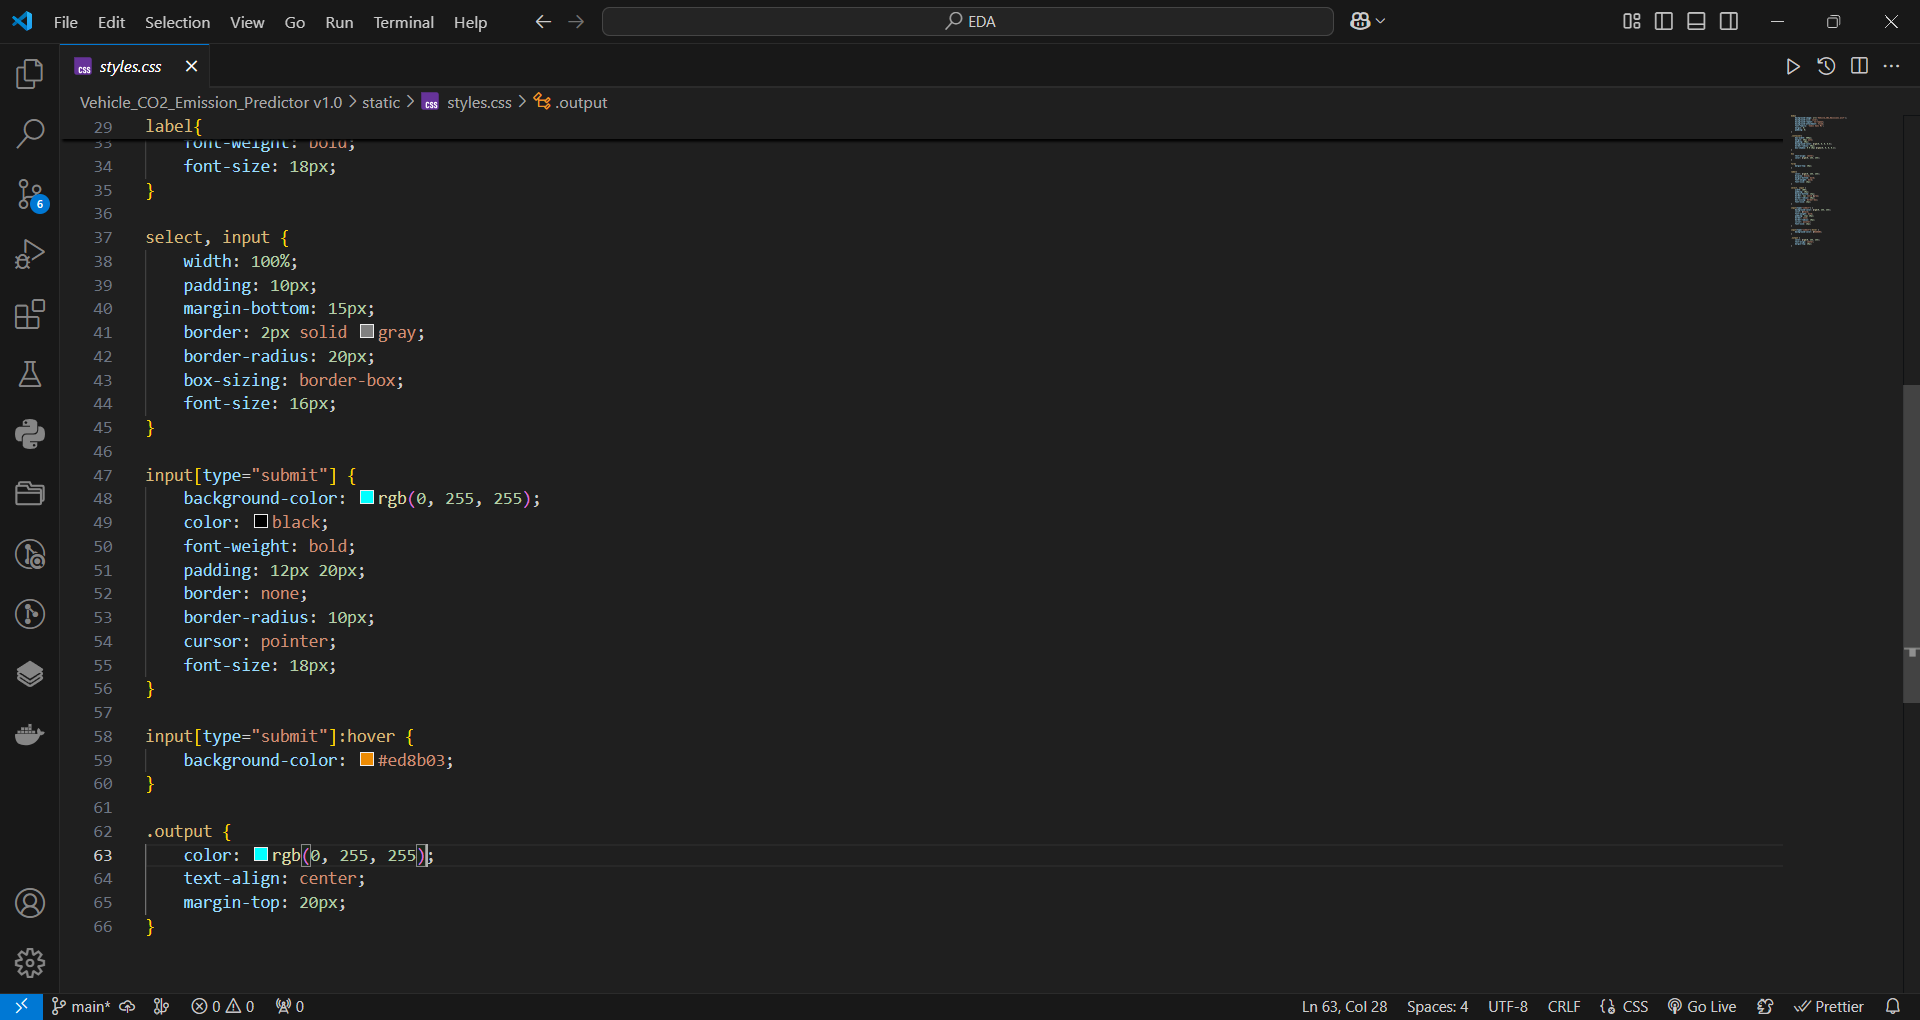 File Edit Selection View Go Run Terminal Help EDA
styles.css
Vehicle_CO2_Emission_Predictor v1.0 > static > styles.css > .output
29 label{
33 font-weight: bold;
34 font-size: 18px;
35 }
36
37 select, input {
38 width: 100%;
39 padding: 10px;
40 margin-bottom: 15px;
41 border: 2px solid gray;
42 border-radius: 20px;
43 box-sizing: border-box;
44 font-size: 16px;
45 }
46
47 input[type="submit"] {
48 background-color: rgb(0, 255, 255);
49 color: black;
50 font-weight: bold;
51 padding: 12px 20px;
52 border: none;
53 border-radius: 10px;
54 cursor: pointer;
55 font-size: 18px;
56 }
57
58 input[type="submit"]:hover {
59 background-color: #ed8b03;
60 }
61
62 .output {
63 color: rgb(0, 255, 255);
64 text-align: center;
65 margin-top: 20px;
66 }
6
main* 0 0 0 Ln 63, Col 28 Spaces: 4 UTF-8 CRLF CSS Go Live Prettier